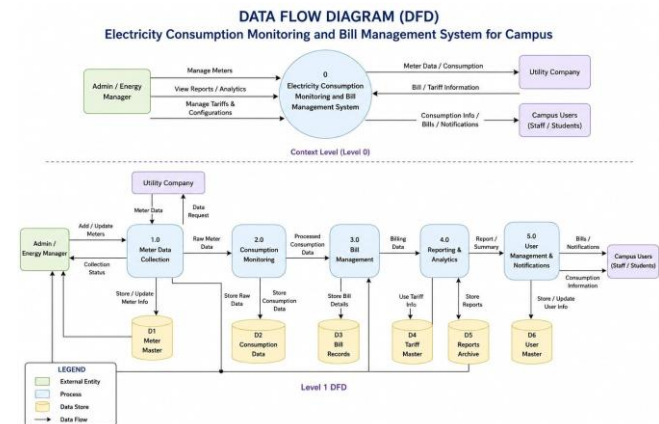 DATA FLOW DIAGRAM (DFD)
Electricity Consumption Monitoring and Bill Management System for Campus
Admin / Energy
Manager
Manage Meters
View Reports / Analytics
Manage Tariffs &
Configurations
0
Electricity Consumption
Monitoring and Bill
Management System
Meter Data / Consumption
Bill / Tariff Information
Consumption Info /
Bills / Notifications
Utility Company
Campus Users
(Staff / Students)
Context Level (Level 0)
Utility Company
Meter Data
Data
Request
Admin /
Energy Manager
Add / Update
Meters
Collection
Status
1.0
Meter Data
Collection
Raw Meter
Data
2.0
Consumption
Monitoring
Processed
Consumption
Data
3.0
Bill
Management
Billing Data
4.0
Reporting &
Analytics
Report /
Summary
5.0
User
Management &
Notifications
Bills /
Notifications
Consumption
Information
Campus Users
(Staff / Students)
Store / Update
Meter Info
Store Raw
Data
Store
Consumption
Data
Store Bill
Details
Use Tariff
Info
Store
Reports
Store / Update
User Info
D1
Meter
Master
D2
Consumption
Data
D3
Bill
Records
D4
Tariff
Master
D5
Reports
Archive
D6
User
Master
LEGEND
External Entity
Process
Data Store
Data Flow
Level 1 DFD